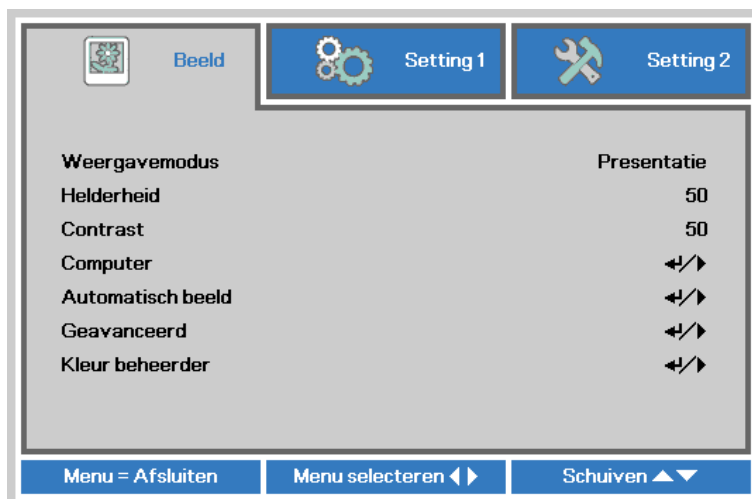 Beeld Setting 1 Setting 2
Weergavemodus Presentatie
Helderheid 50
Contrast 50
Computer ↵/▶
Automatisch beeld ↵/▶
Geavanceerd ↵/▶
Kleur beheerder ↵/▶
Menu = Afsluiten Menu selecteren ◀▶ Schuiven ▲▼